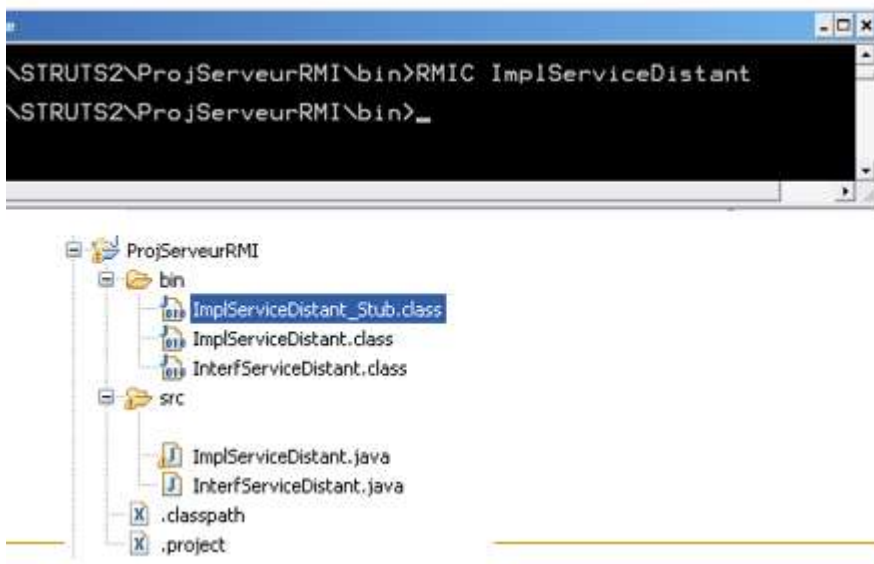 \STRUTS2\ProjServeurRMI\bin>RMIC ImplServiceDistant
\STRUTS2\ProjServeurRMI\bin>_
ProjServeurRMI
bin
ImplServiceDistant_Stub.class
ImplServiceDistant.class
InterfServiceDistant.class
src
ImplServiceDistant.java
InterfServiceDistant.java
.classpath
.project